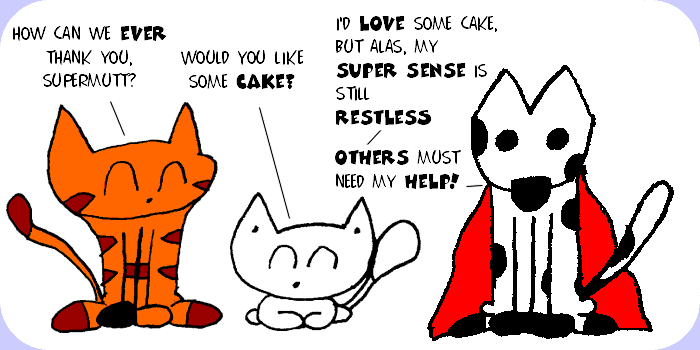 HOW CAN WE EVER
THANK YOU,
SUPERMUTT?
WOULD YOU LIKE
SOME CAKE?
I'D LOVE SOME CAKE,
BUT ALAS, MY
SUPER SENSE IS
STILL
RESTLESS
OTHERS MUST
NEED MY HELP!